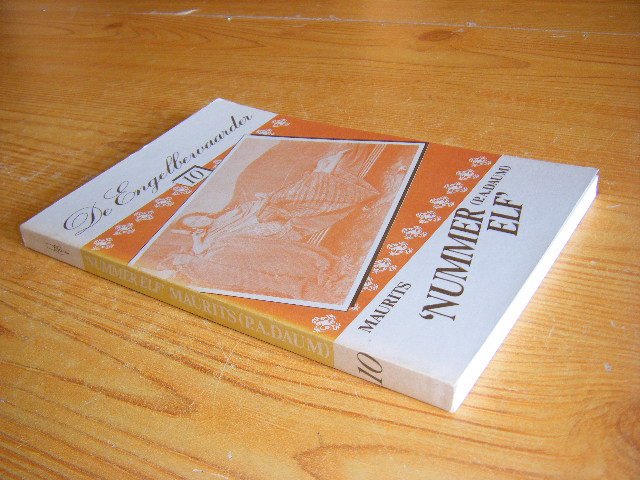 De Engelbewaarder
10
MAURITS
(P.A.DAUM)
'NUMMER
ELF'
'NUMMER ELF' MAURITS (P.A.DAUM)
10